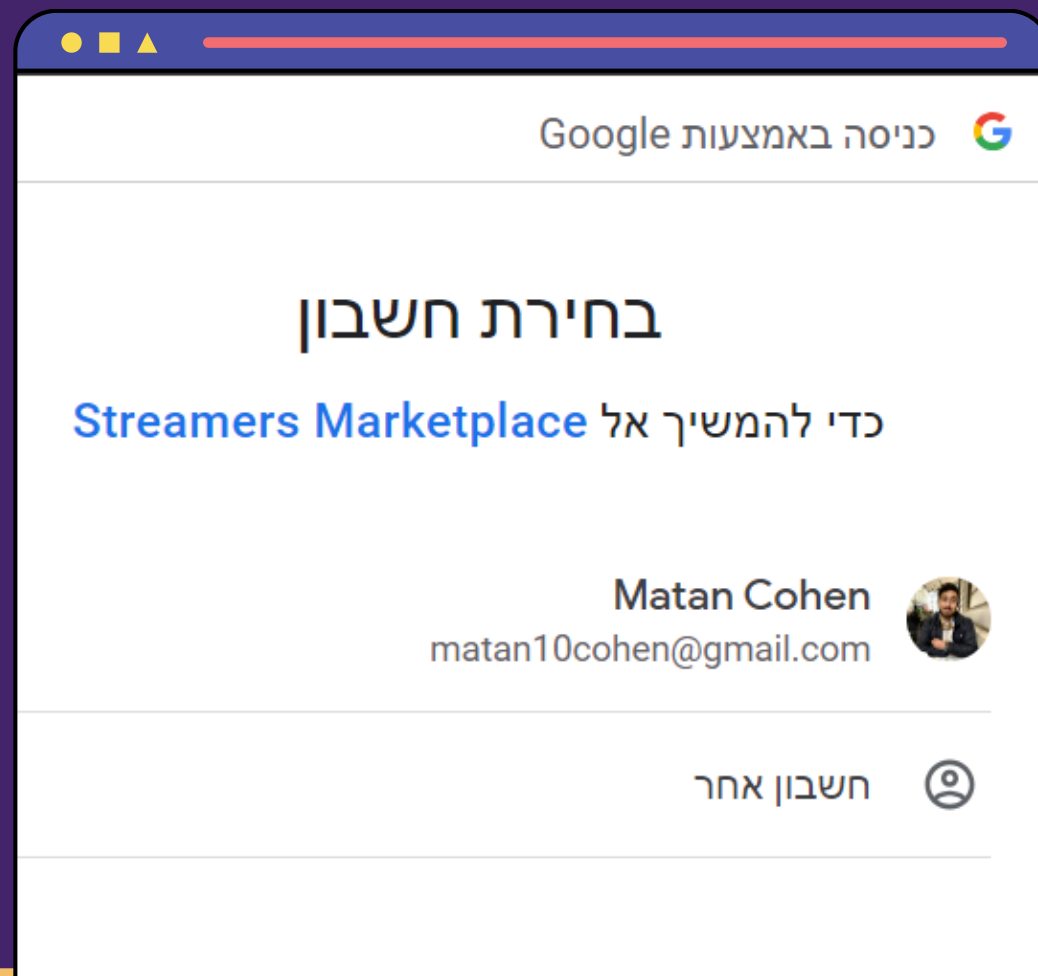 כניסה באמצעות Google
בחירת חשבון
כדי להמשיך אל Streamers Marketplace
Matan Cohen
matan10cohen@gmail.com
חשבון אחר